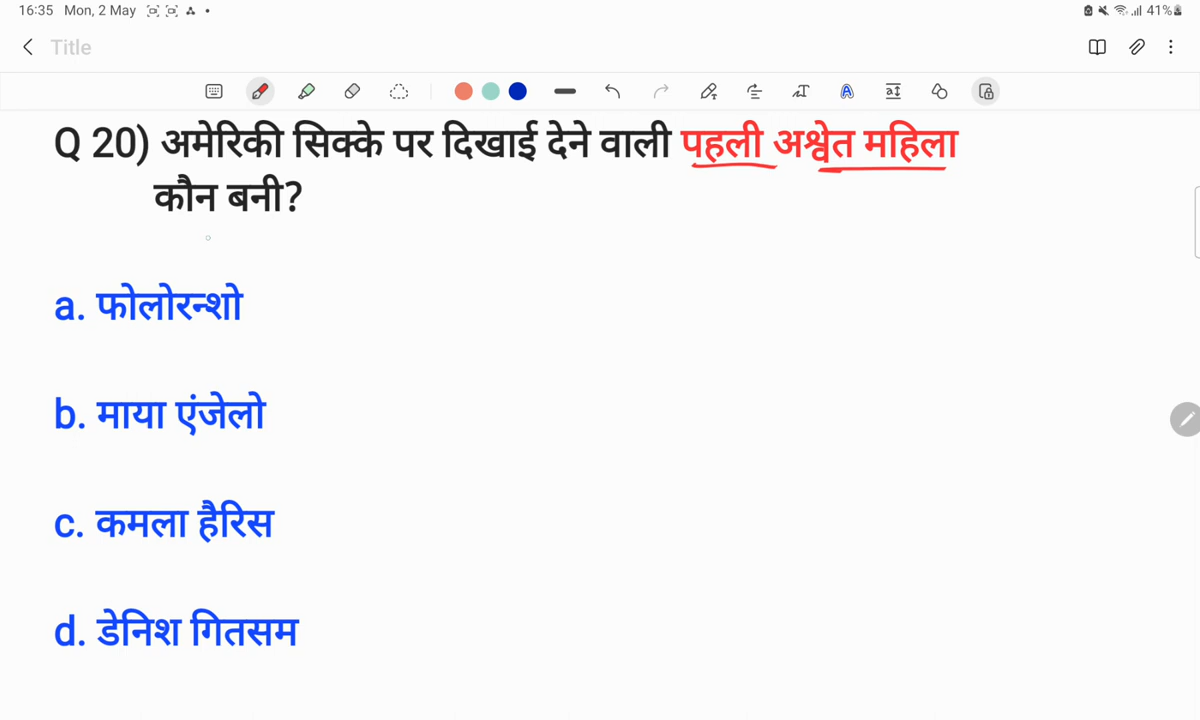 16:35 Mon, 2 May
41%
Title
Q 20) अमेरिकी सिक्के पर दिखाई देने वाली पहली अश्वेत महिला
कौन बनी?
a. फोलोरन्शो
b. माया एंजेलो
c. कमला हैरिस
d. डेनिश गितसम